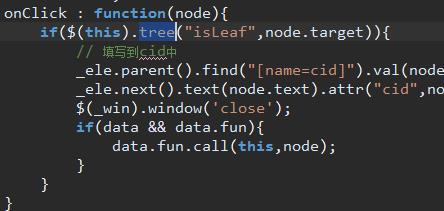 onClick : function(node){
if($(this).tree("isLeaf",node.target)){
// 填写到cid中
_ele.parent().find("[name=cid]").val(node
_ele.next().text(node.text).attr("cid",no
$(_win).window('close');
if(data && data.fun){
data.fun.call(this,node);
}
}
}